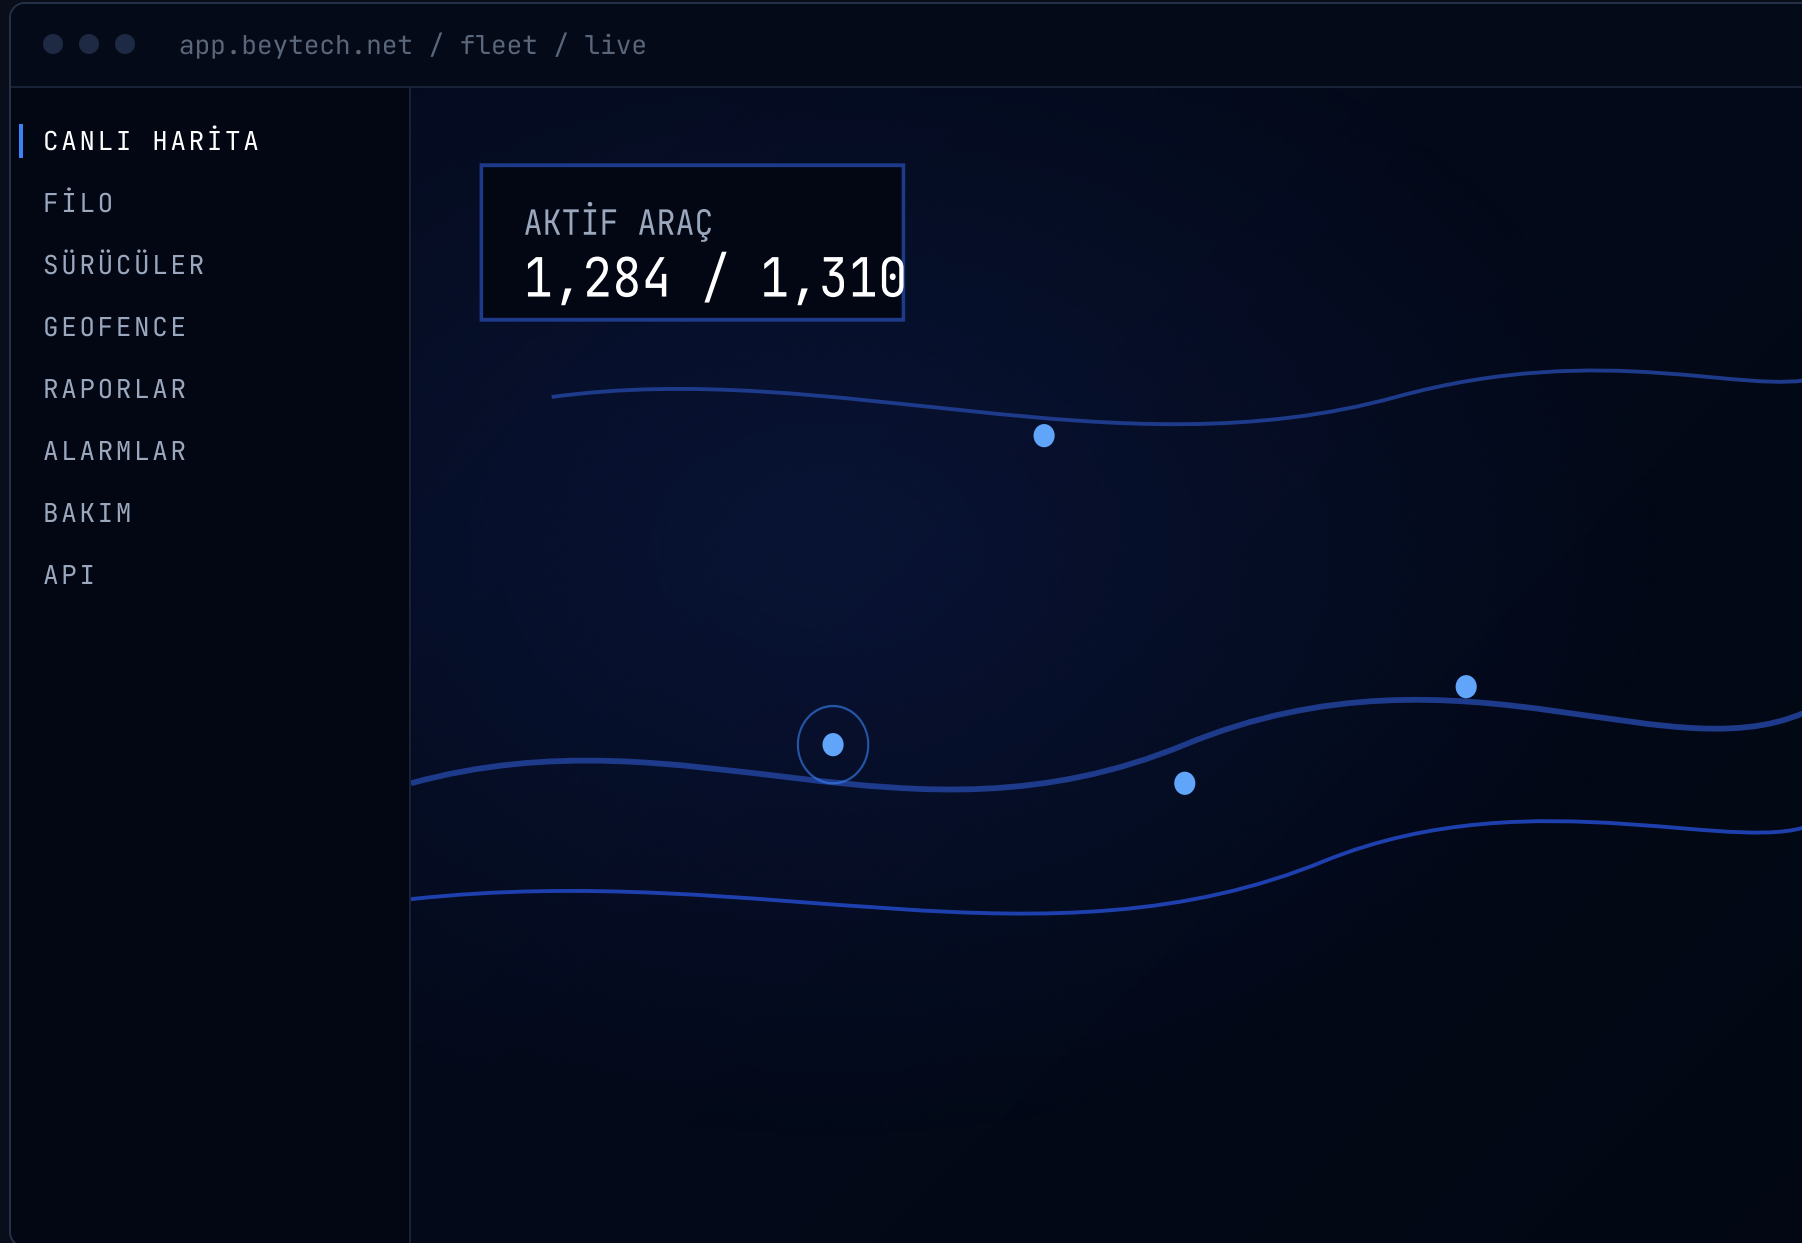 app.beytech.net / fleet / live
CANLI HARİTA
FİLO
SÜRÜCÜLER
GEOFENCE
RAPORLAR
ALARMLAR
BAKIM
API
AKTİF ARAÇ
1,284 / 1,310